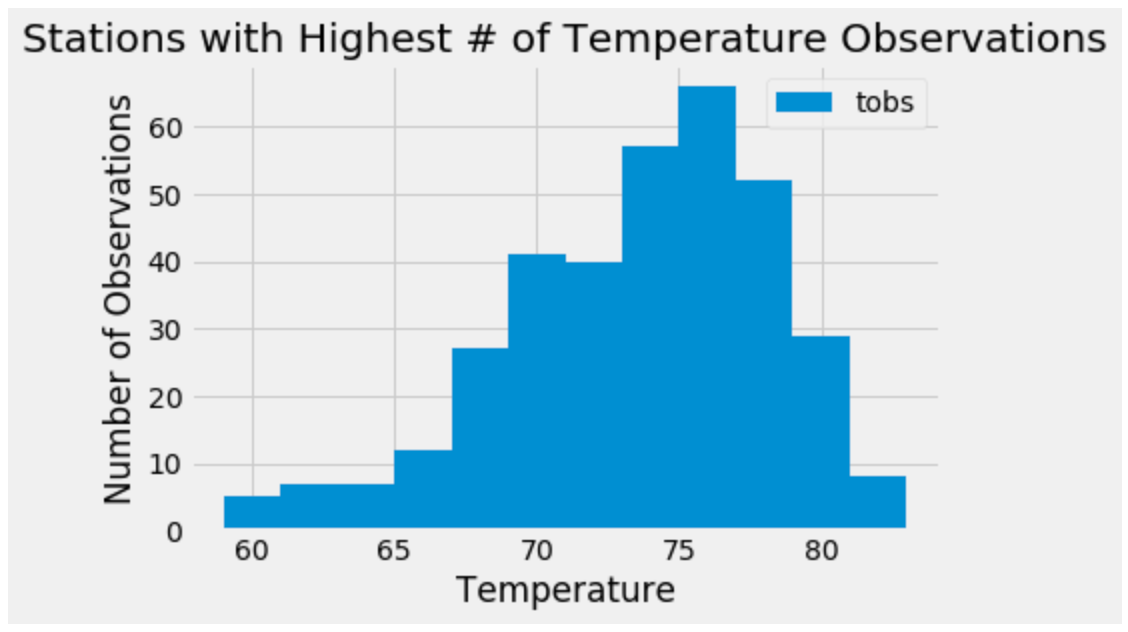 Stations with Highest # of Temperature Observations
tobs
Number of Observations
60
50
40
30
20
10
0
60 65 70 75 80
Temperature